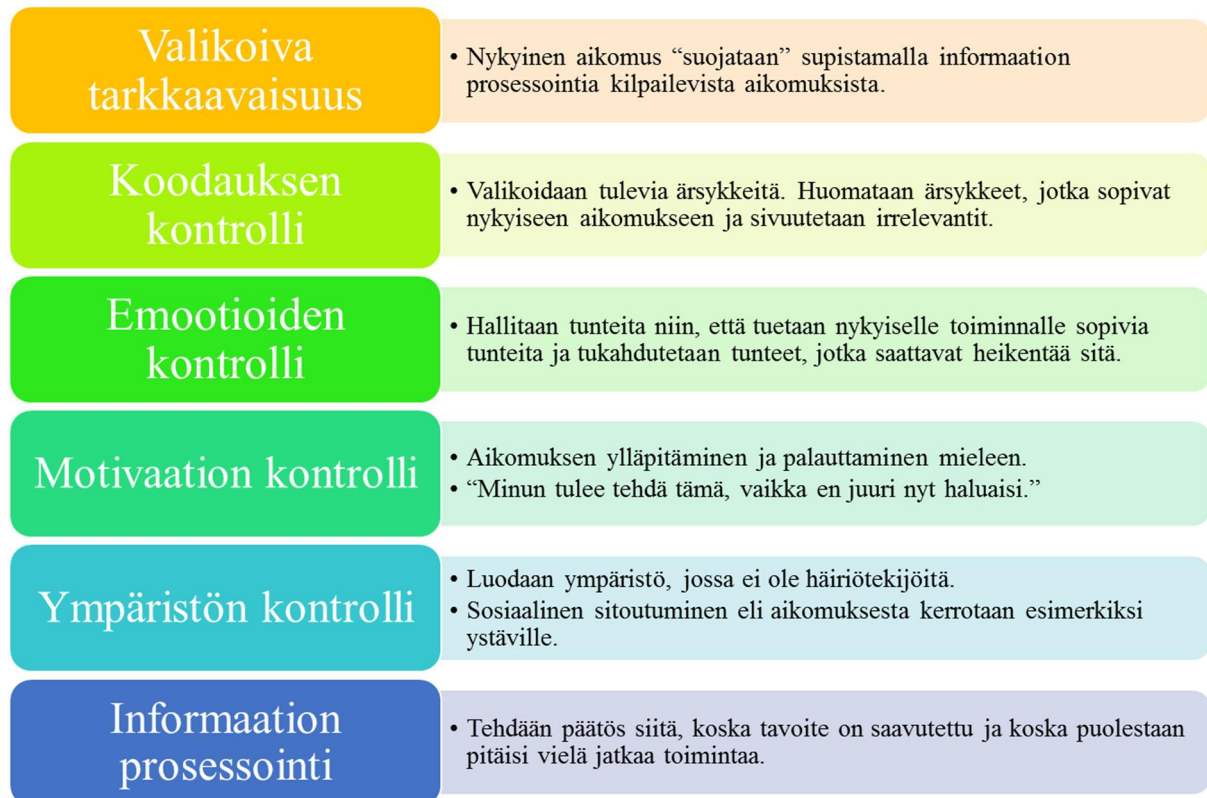 Valikoiva
tarkkaavaisuus
• Nykyinen aikomus “suojataan” supistamalla informaation
prosessointia kilpailevista aikomuksista.
Koodauksen
kontrolli
• Valikoidaan tulevia ärsykkeitä. Huomataan ärsykkeet, jotka sopivat
nykyiseen aikomukseen ja sivuutetaan irrelevantit.
Emootioiden
kontrolli
• Hallitaan tunteita niin, että tuetaan nykyiselle toiminnalle sopivia
tunteita ja tukahdutetaan tunteet, jotka saattavat heikentää sitä.
Motivaation kontrolli
• Aikomuksen ylläpitäminen ja palauttaminen mieleen.
• “Minun tulee tehdä tämä, vaikka en juuri nyt haluaisi.”
Ympäristön kontrolli
• Luodaan ympäristö, jossa ei ole häiriötekijöitä.
• Sosiaalinen sitoutuminen eli aikomuksesta kerrotaan esimerkiksi
ystäville.
Informaation
prosessointi
• Tehdään päätös siitä, koska tavoite on saavutettu ja koska puolestaan
pitäisi vielä jatkaa toimintaa.